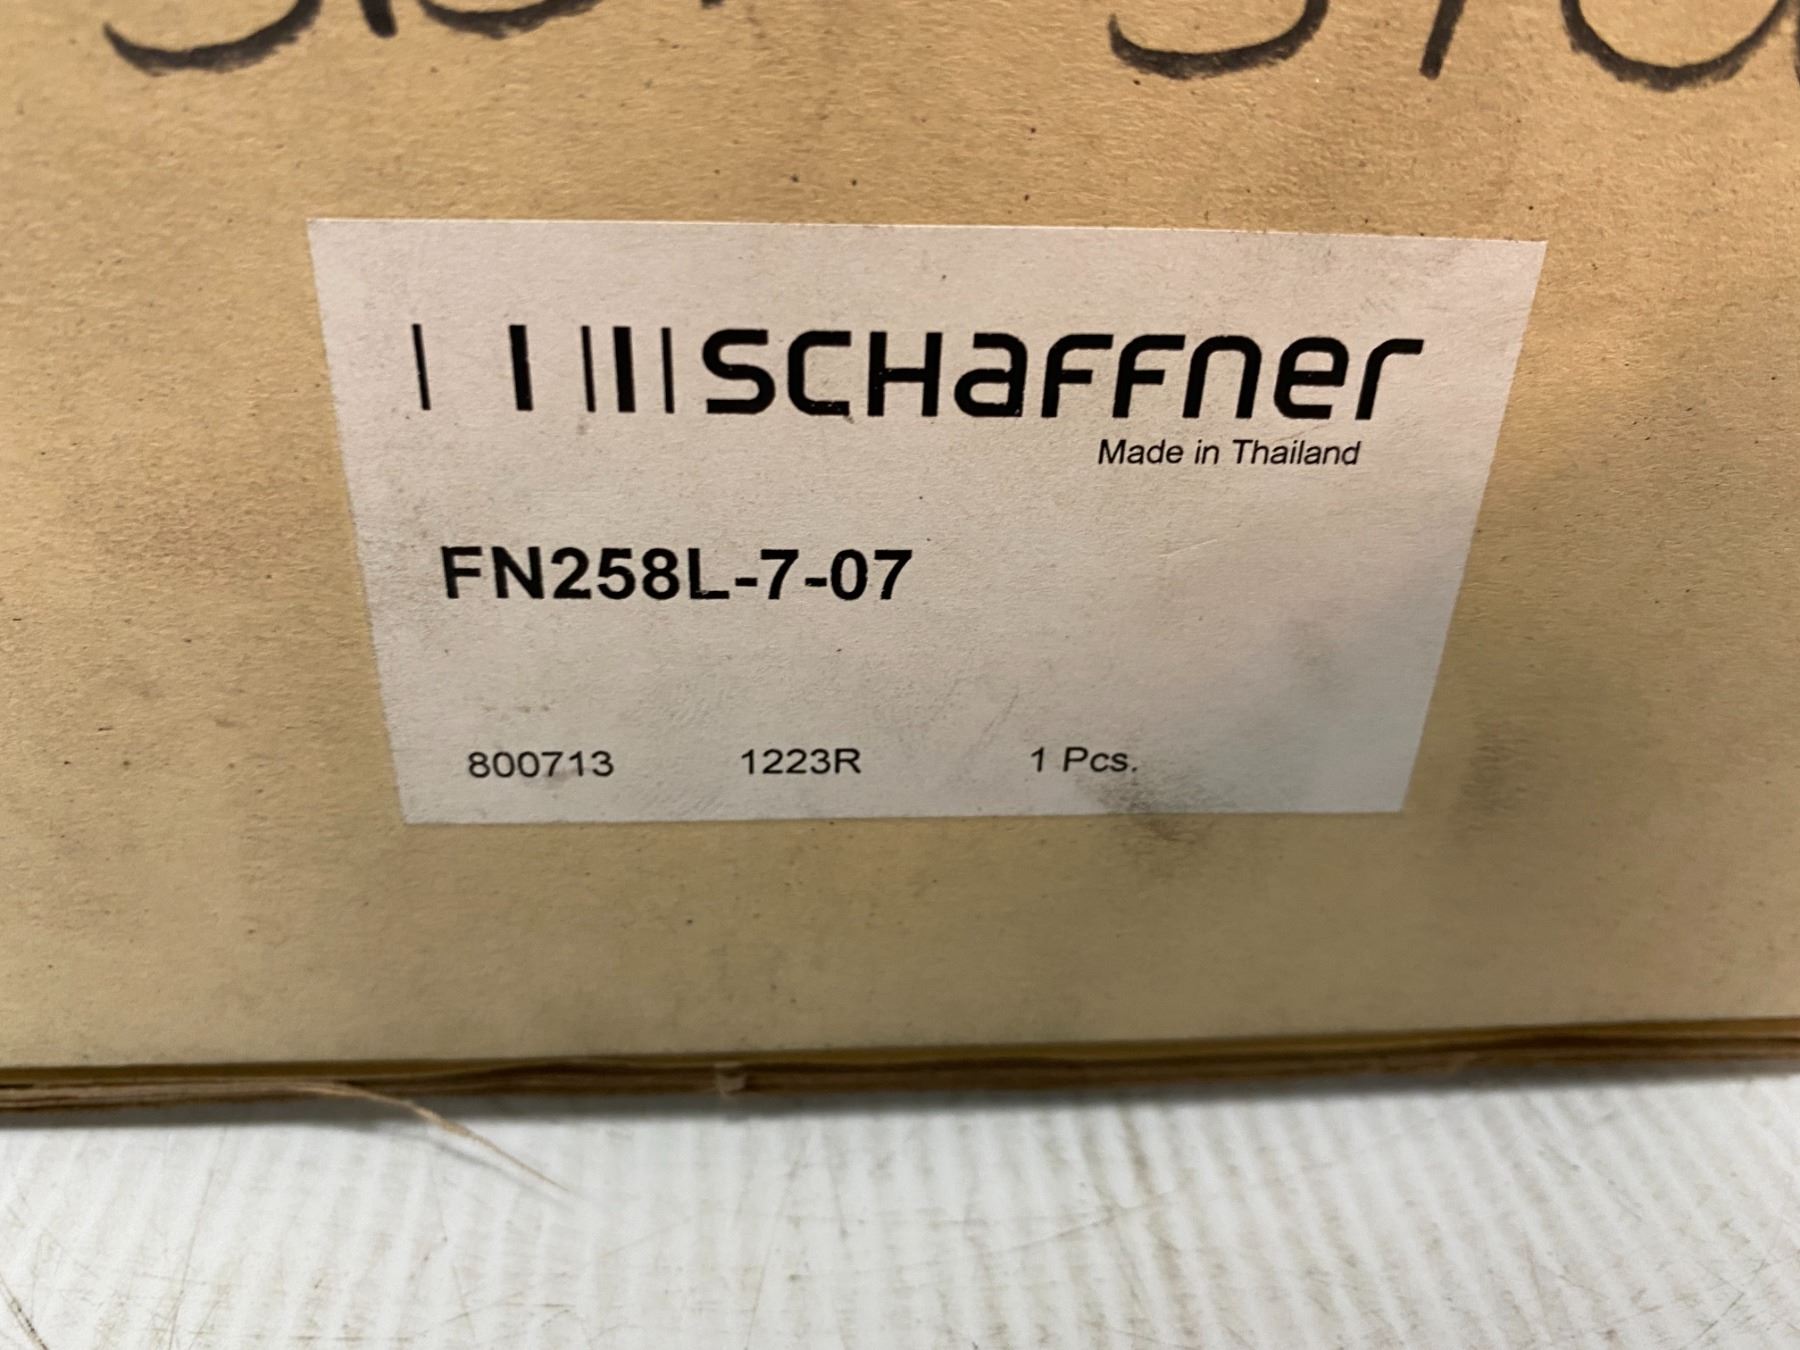 SCHaFFner
Made in Thailand
FN258L-7-07
800713 1223R 1 Pcs.